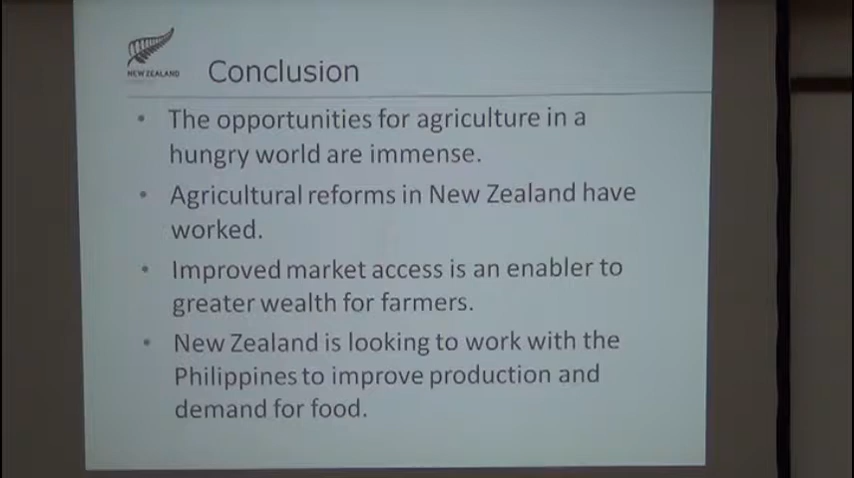 NEW ZEALAND
Conclusion
• The opportunities for agriculture in a
hungry world are immense.
• Agricultural reforms in New Zealand have
worked.
• Improved market access is an enabler to
greater wealth for farmers.
• New Zealand is looking to work with the
Philippines to improve production and
demand for food.